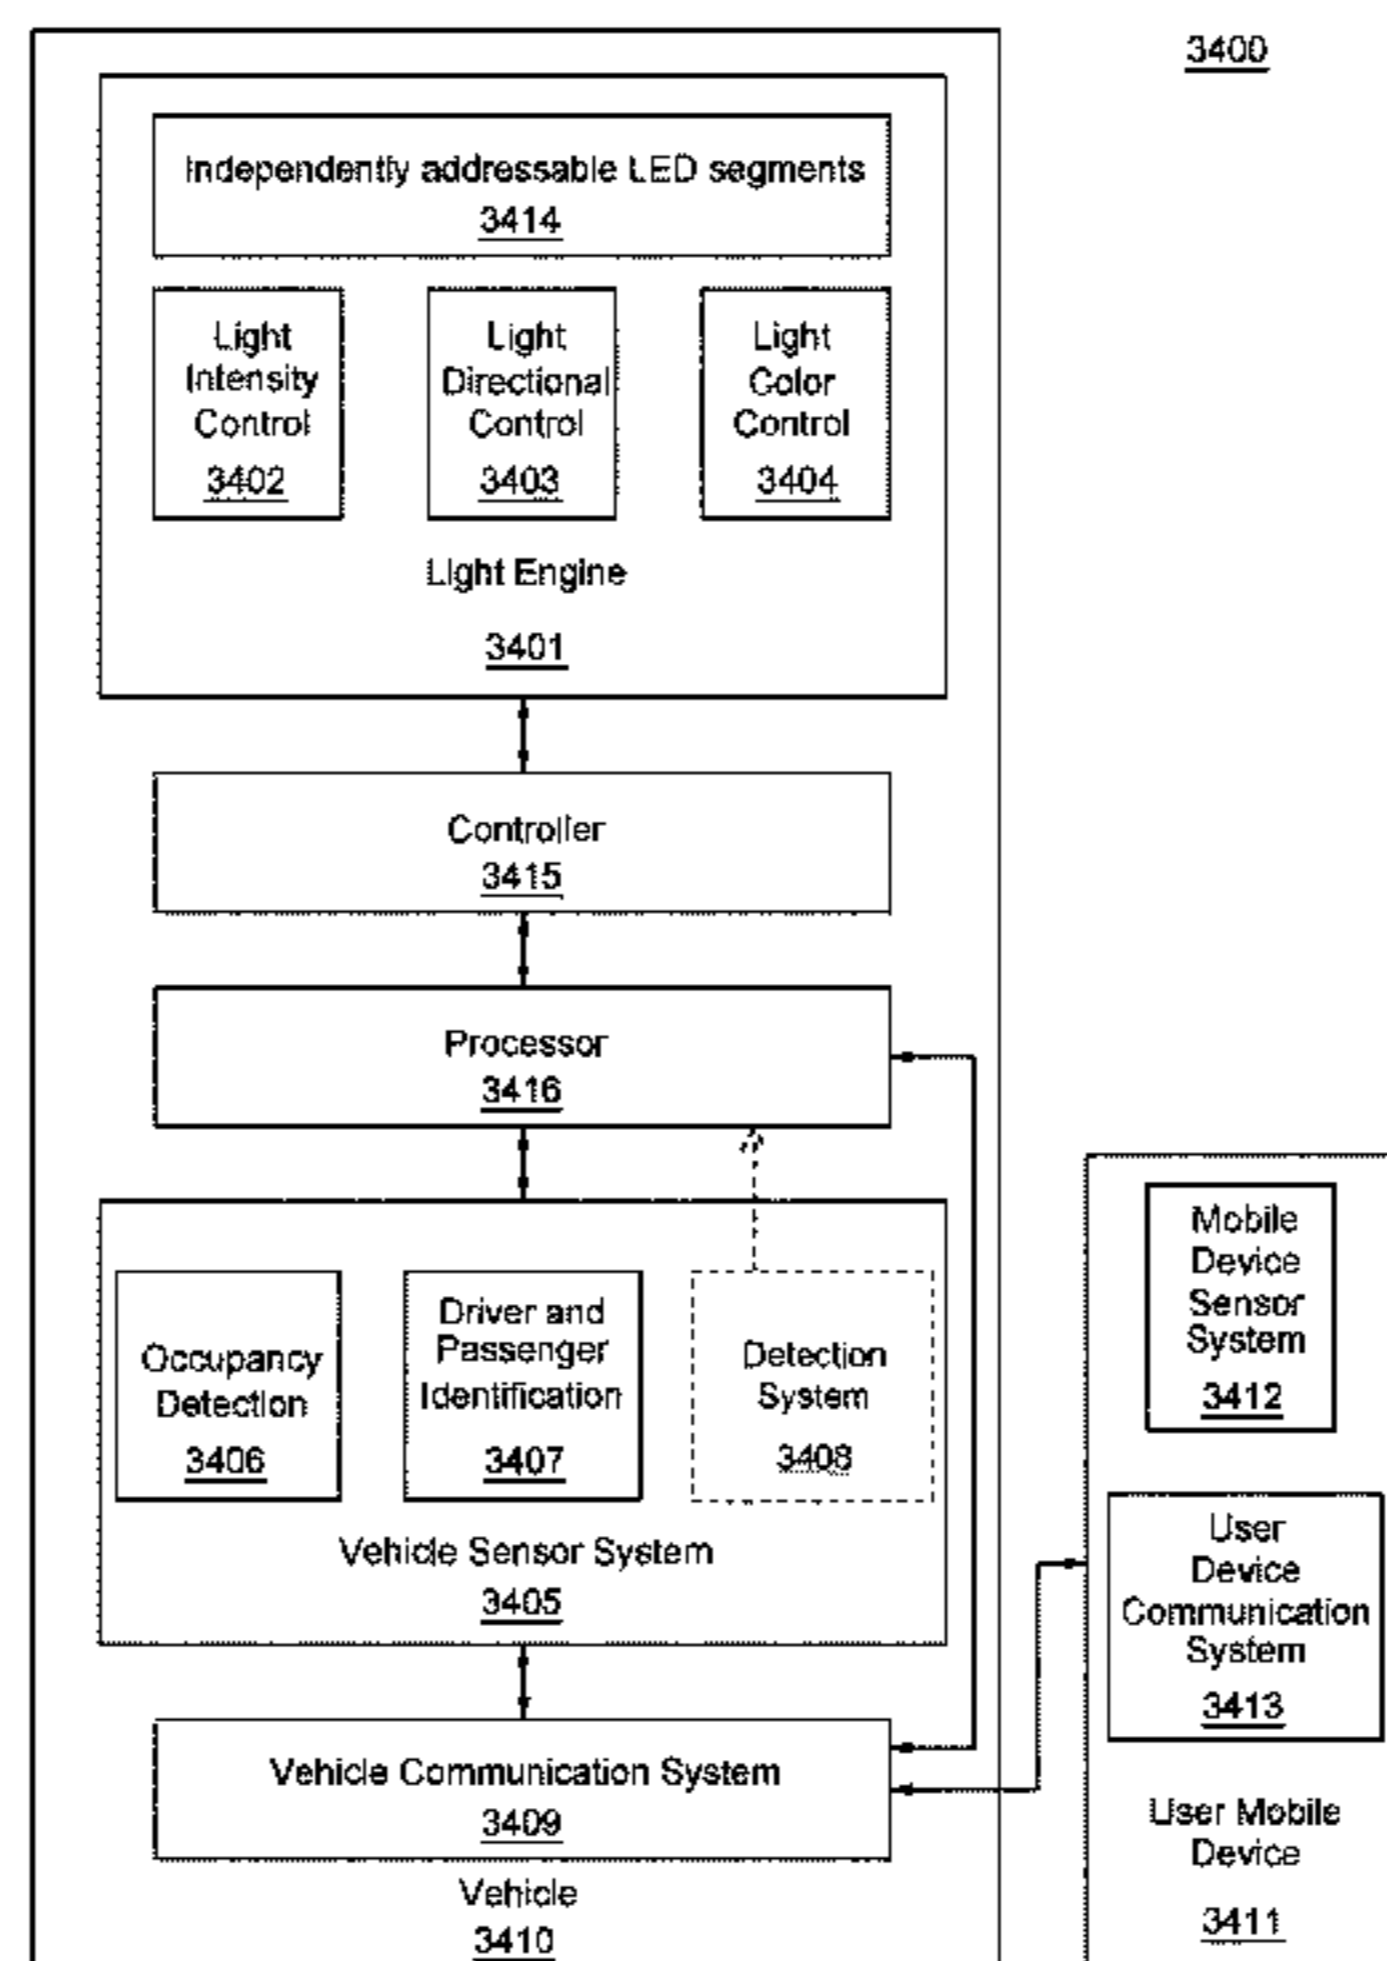 3400
Independently addressable LED segments
3414
Light
Intensity
Control
3402
Light
Directional
Control
3403
Light
Color
Control
3404
Light Engine
3401
Controller
3415
Processor
3416
Occupancy
Detection
3406
Driver and
Passenger
Identification
3407
Detection
System
3408
Vehicle Sensor System
3405
Vehicle Communication System
3409
Vehicle
3410
Mobile
Device
Sensor
System
3412
User
Device
Communication
System
3413
User Mobile
Device
3411